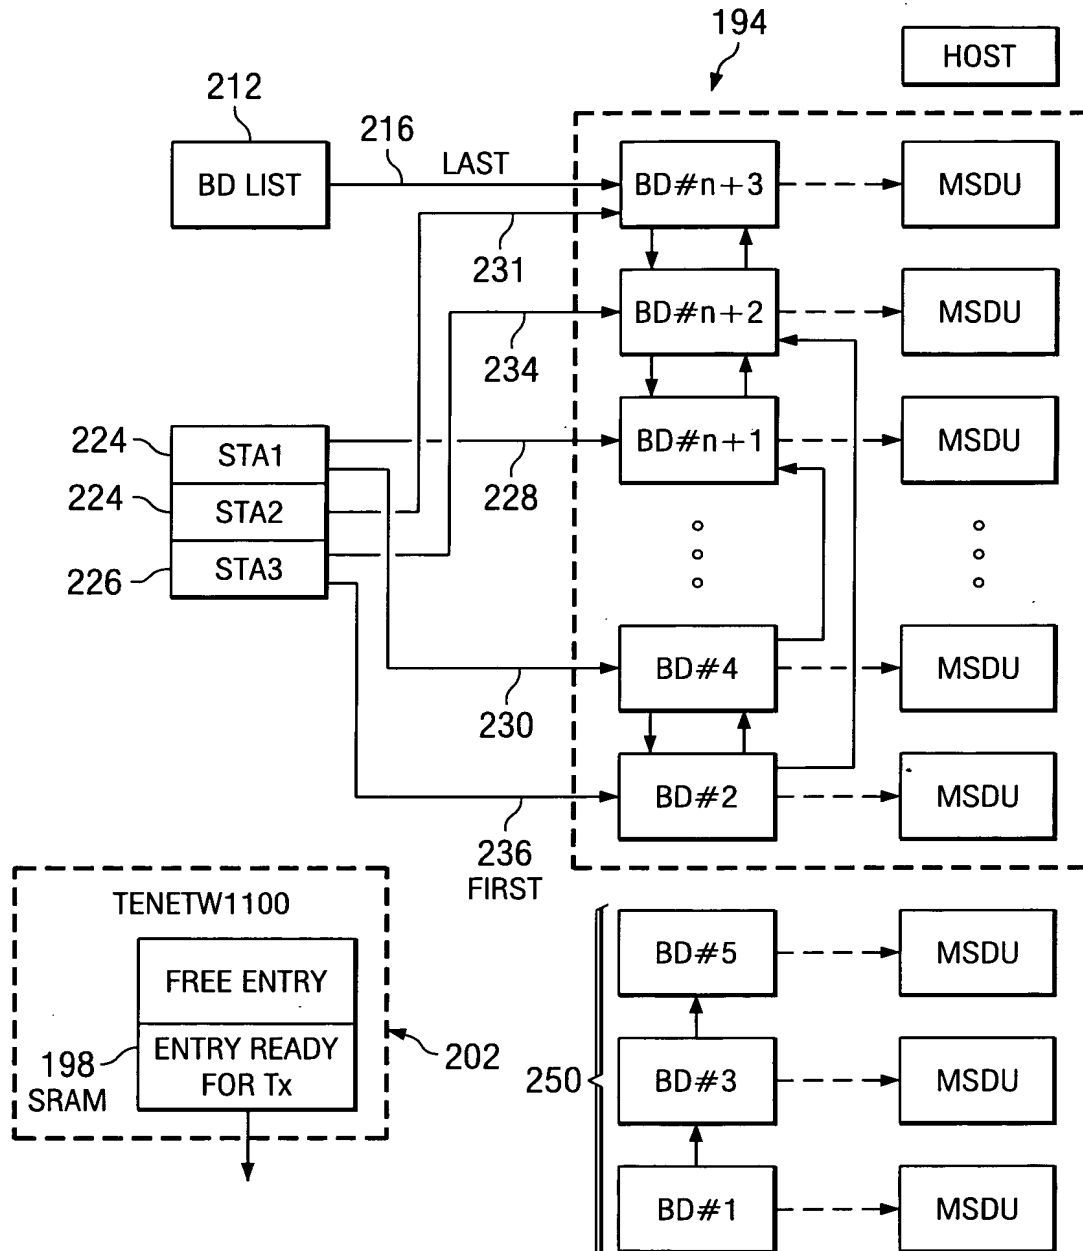 194
HOST
212
216
LAST
BD LIST
BD#n+3
MSDU
231
BD#n+2
MSDU
234
224
STA1
BD#n+1
MSDU
228
224
STA2
226
STA3
BD#4
MSDU
230
BD#2
MSDU
236
FIRST
TENETW1100
FREE ENTRY
BD#5
MSDU
198
SRAM
ENTRY READY
FOR Tx
202
250
BD#3
MSDU
BD#1
MSDU